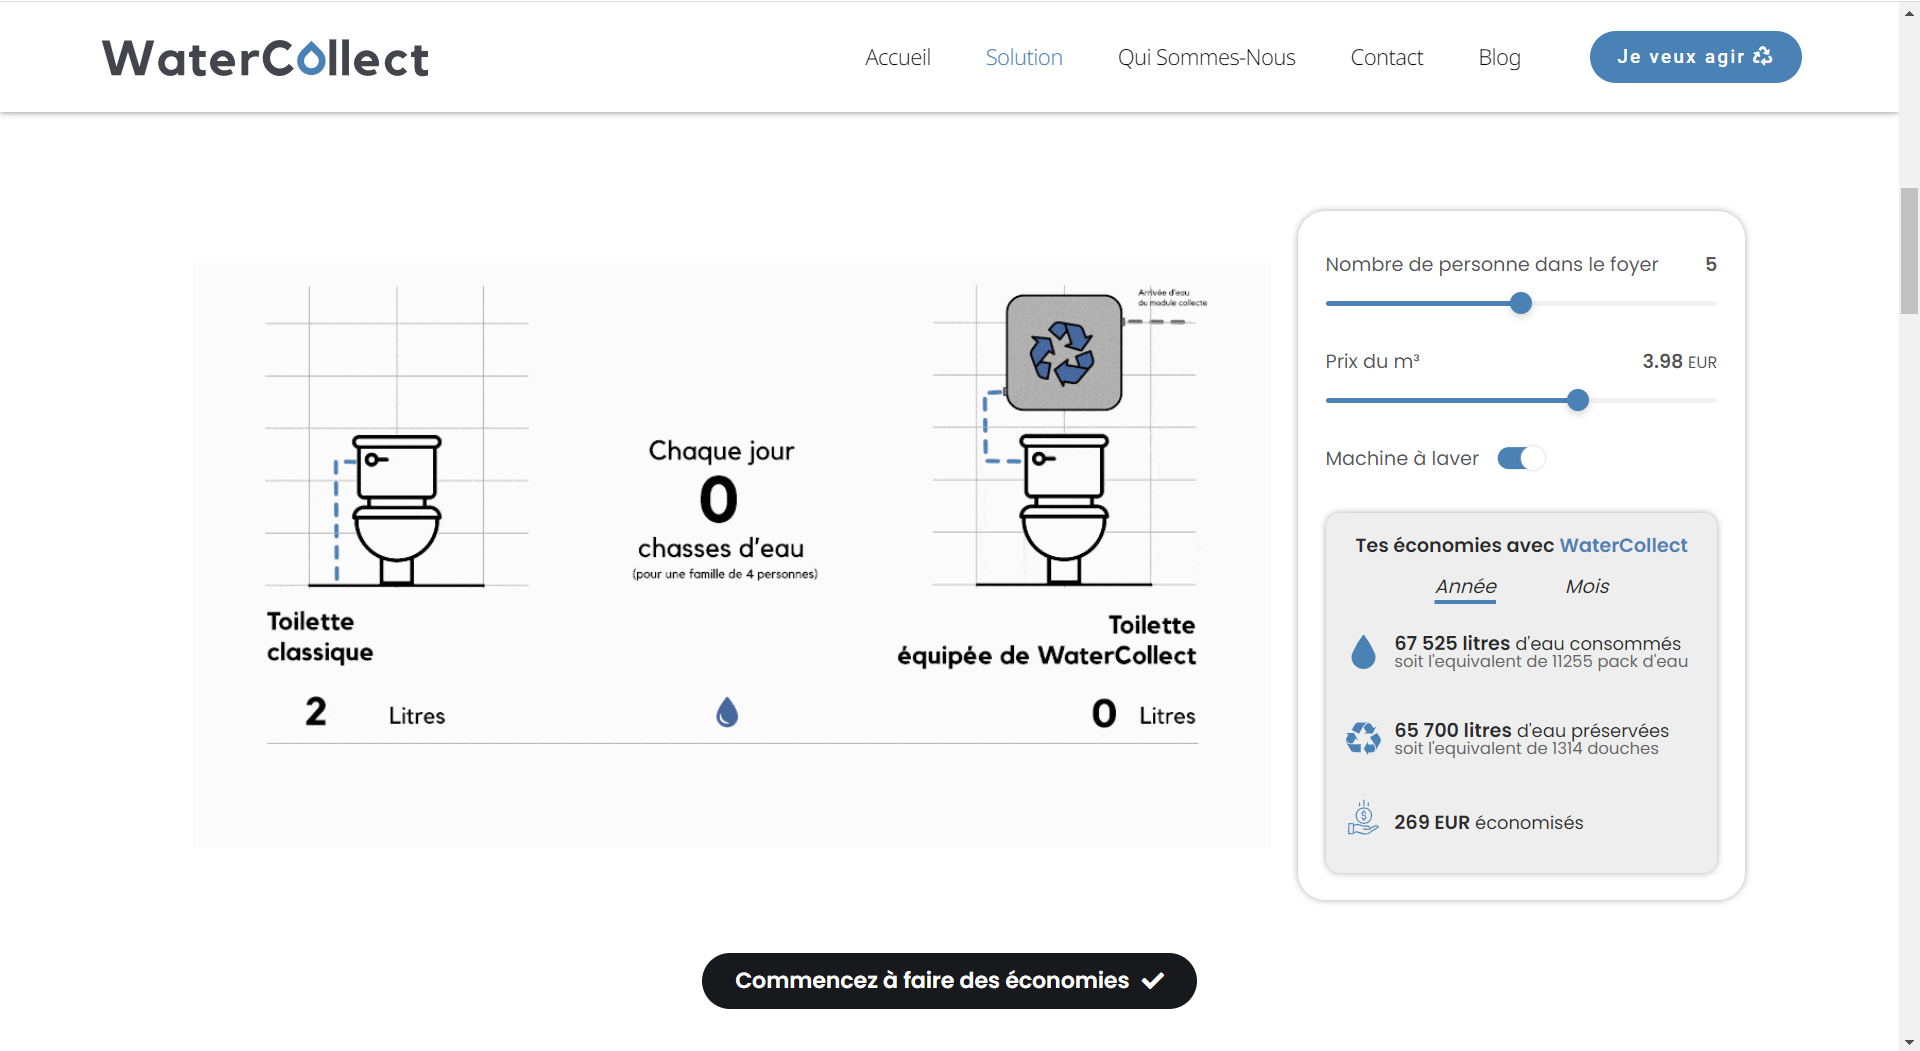 WaterCollect
Accueil
Solution
Qui Sommes-Nous
Contact
Blog
Je veux agir
Arrivée d'eau
du module collecte
Chaque jour
0
chasses d'eau
(pour une famille de 4 personnes)
Toilette
classique
Toilette
équipée de WaterCollect
2 Litres
0 Litres
Nombre de personne dans le foyer 5
Prix du m³ 3.98 EUR
Machine à laver
Tes économies avec WaterCollect
Année Mois
67 525 litres d'eau consommés
soit l'equivalent de 11255 pack d'eau
65 700 litres d'eau préservées
soit l'equivalent de 1314 douches
$
269 EUR économisés
Commencez à faire des économies